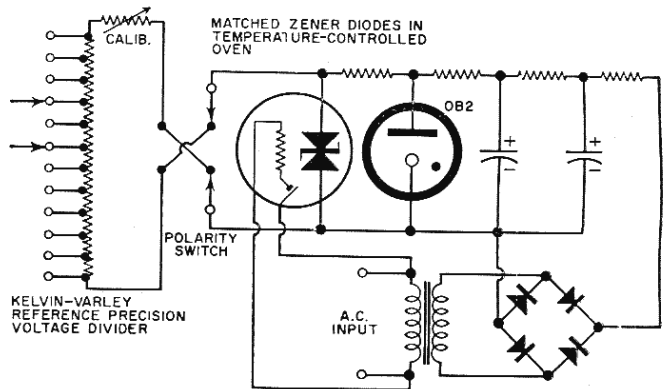 MATCHED ZENER DIODES IN
TEMPERATURE-CONTROLLED
OVEN
CALIB.
OB2
+
-
+
-
POLARITY
SWITCH
KELVIN-VARLEY
REFERENCE PRECISION
VOLTAGE DIVIDER
A.C.
INPUT